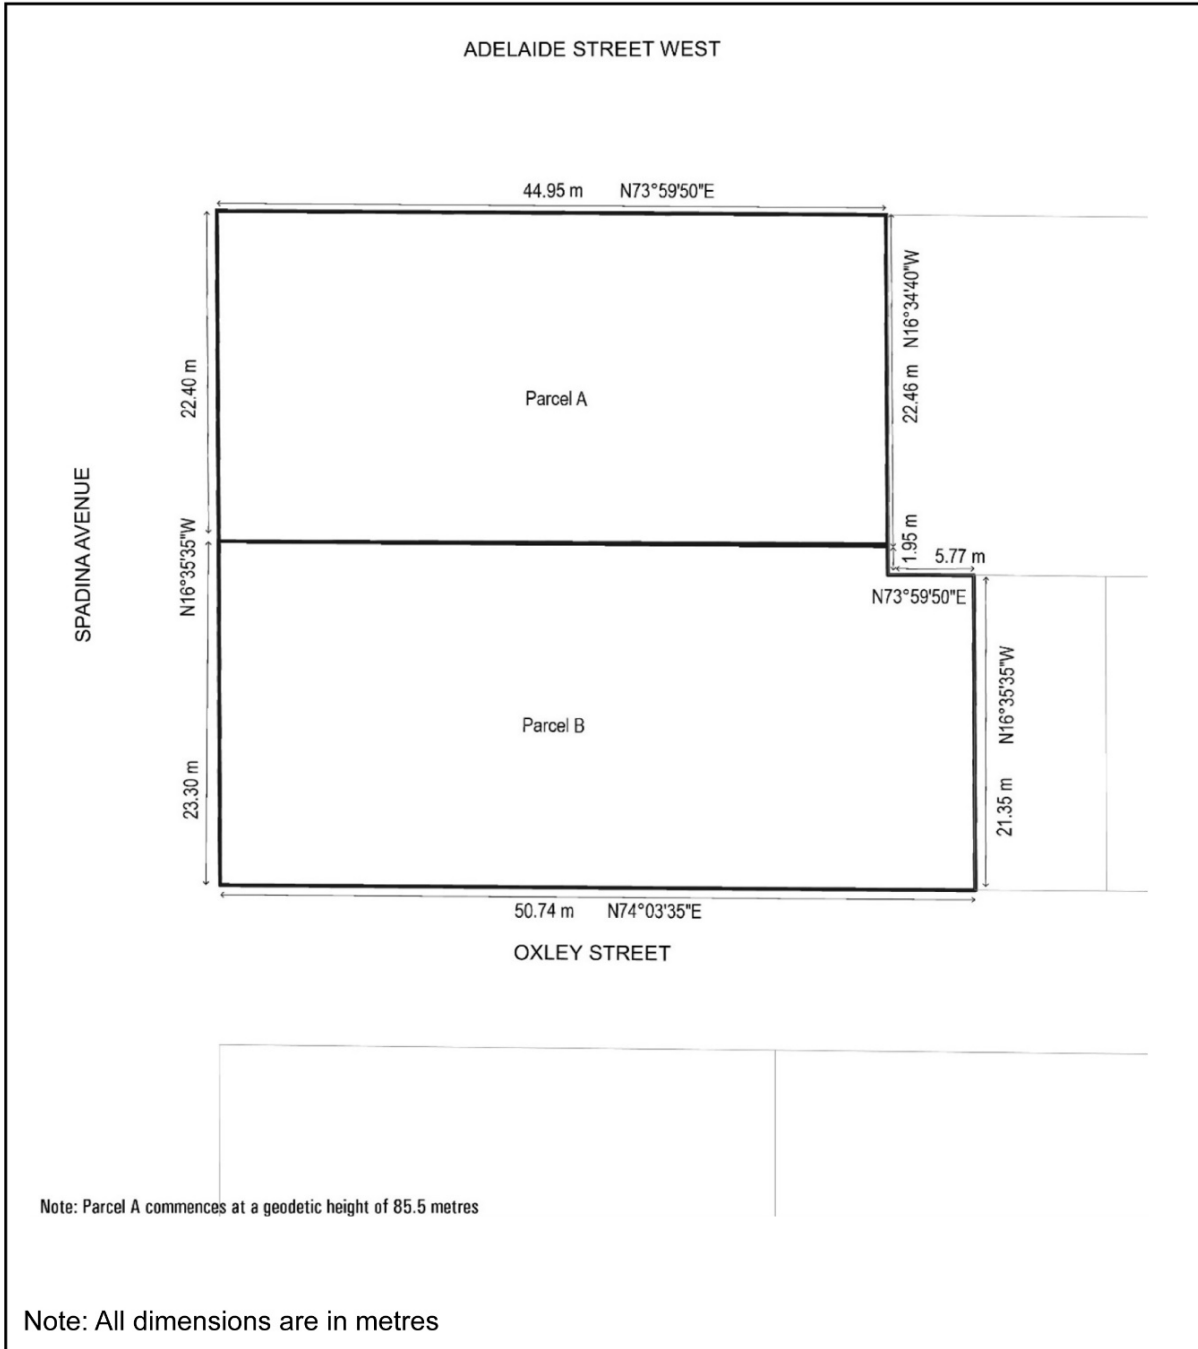 ADELAIDE STREET WEST
44.95 m N73°59'50"E
22.46 m N16°34'40"W
22.40 m
Parcel A
SPADINA AVENUE
N16°35'35"W
1.95 m
5.77 m
N73°59'50"E
Parcel B
23.30 m
21.35 m N16°35'35"W
50.74 m N74°03'35"E
OXLEY STREET
Note: Parcel A commences at a geodetic height of 85.5 metres
Note: All dimensions are in metres